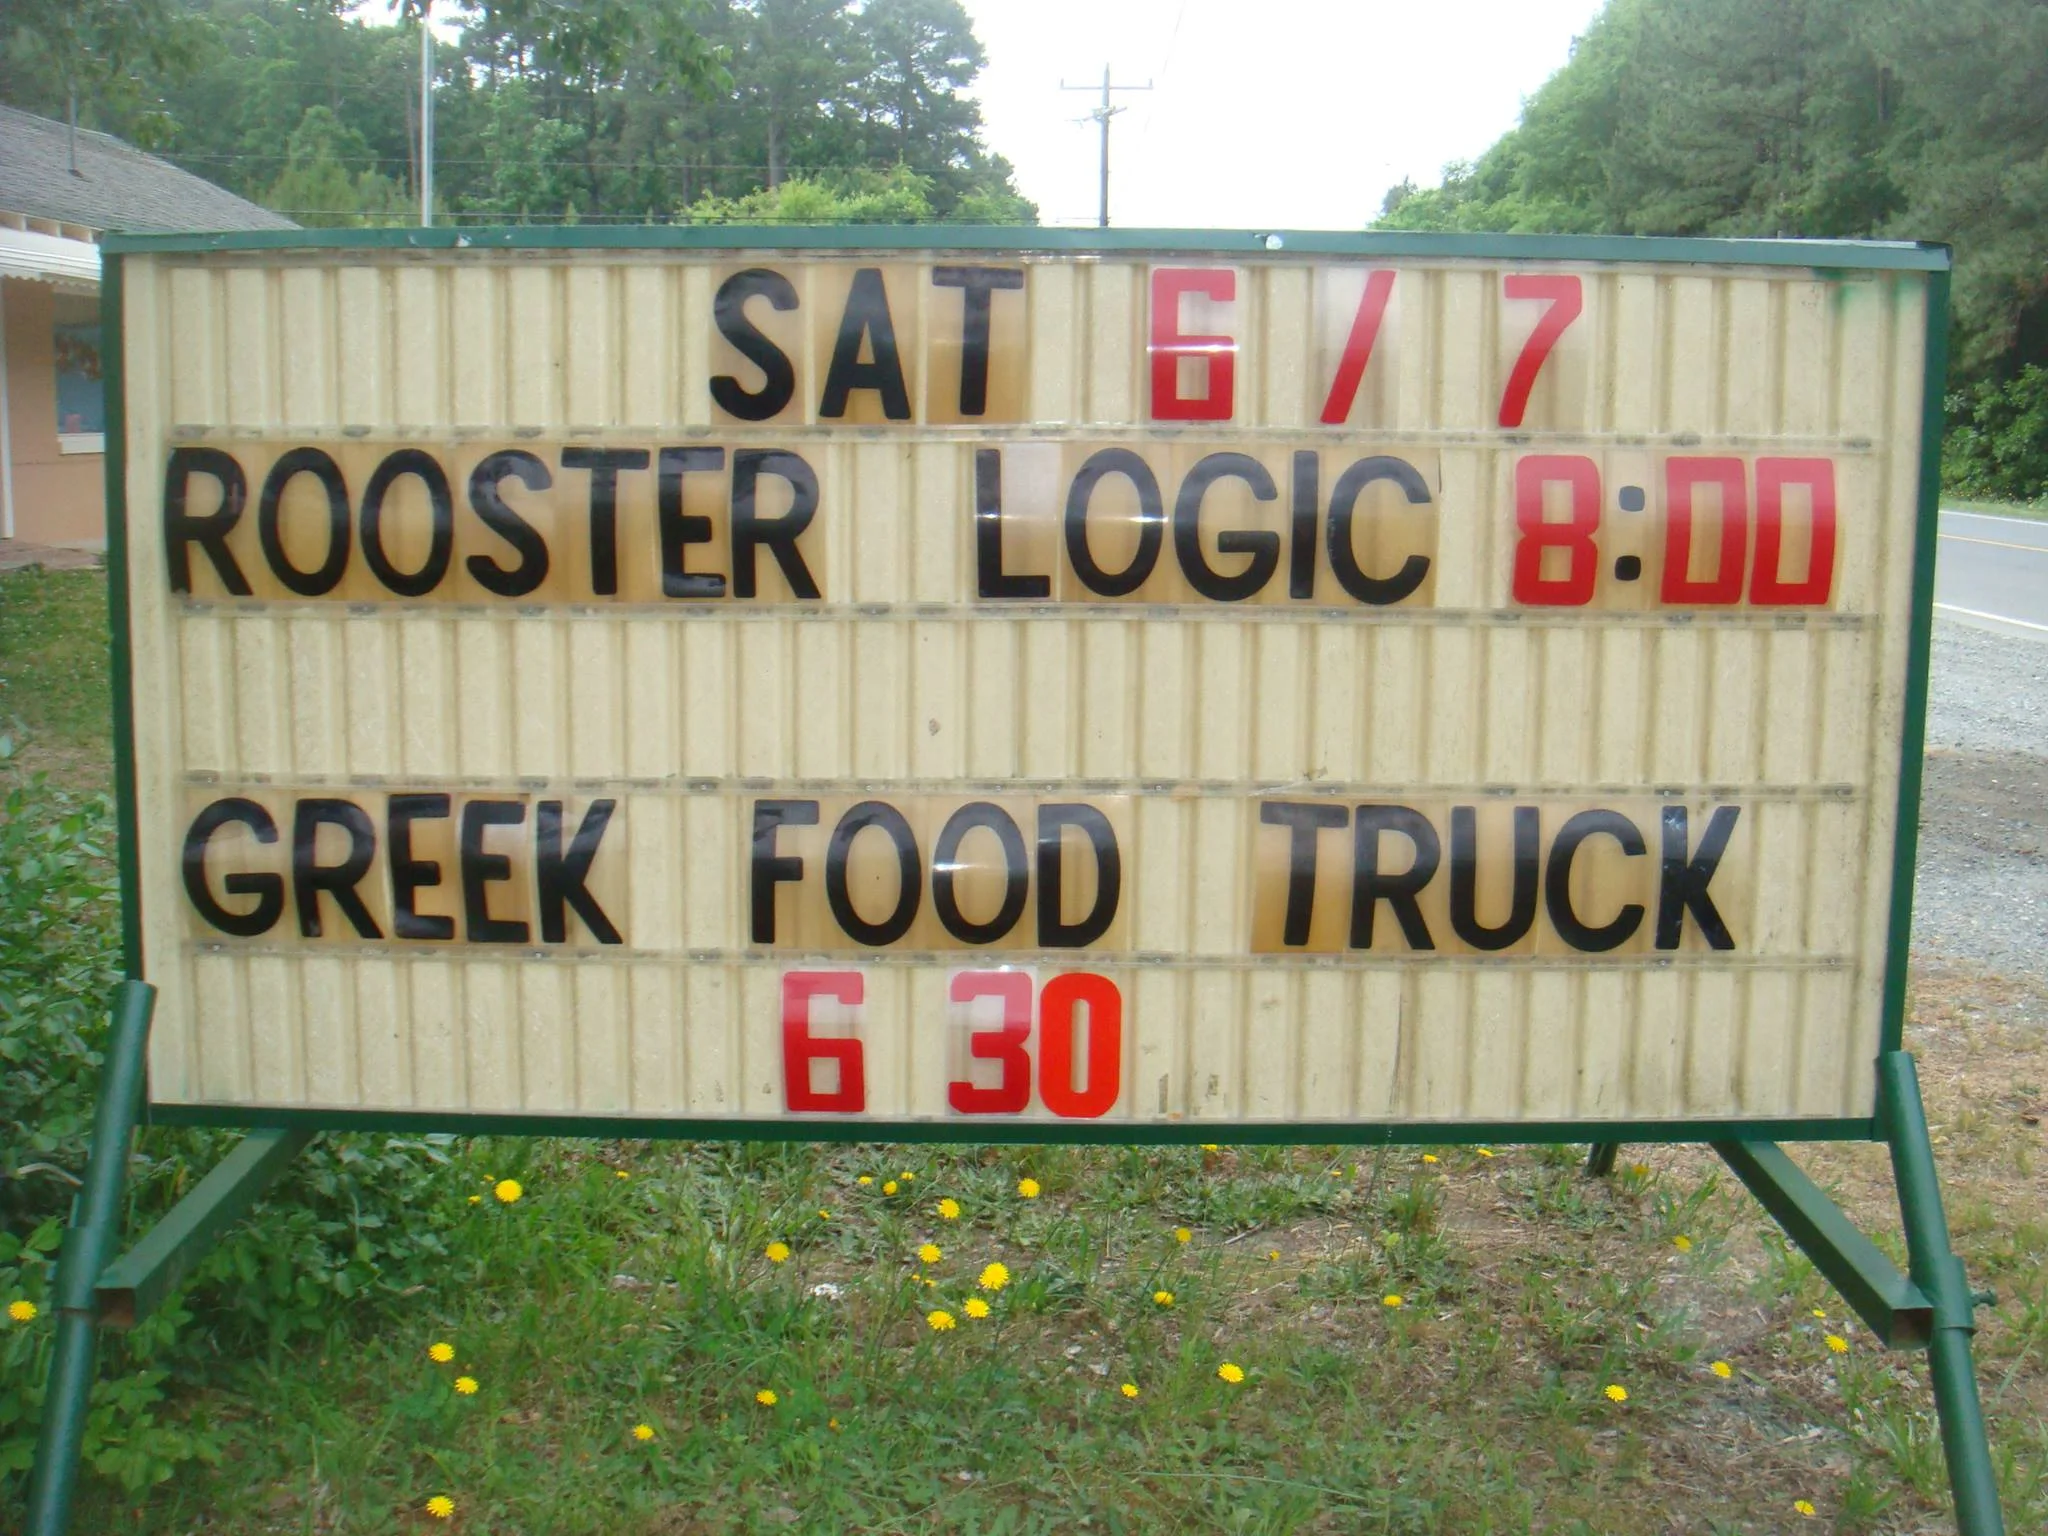 SAT 6 / 7
ROOSTER LOGIC 8:00
GREEK FOOD TRUCK
6 30